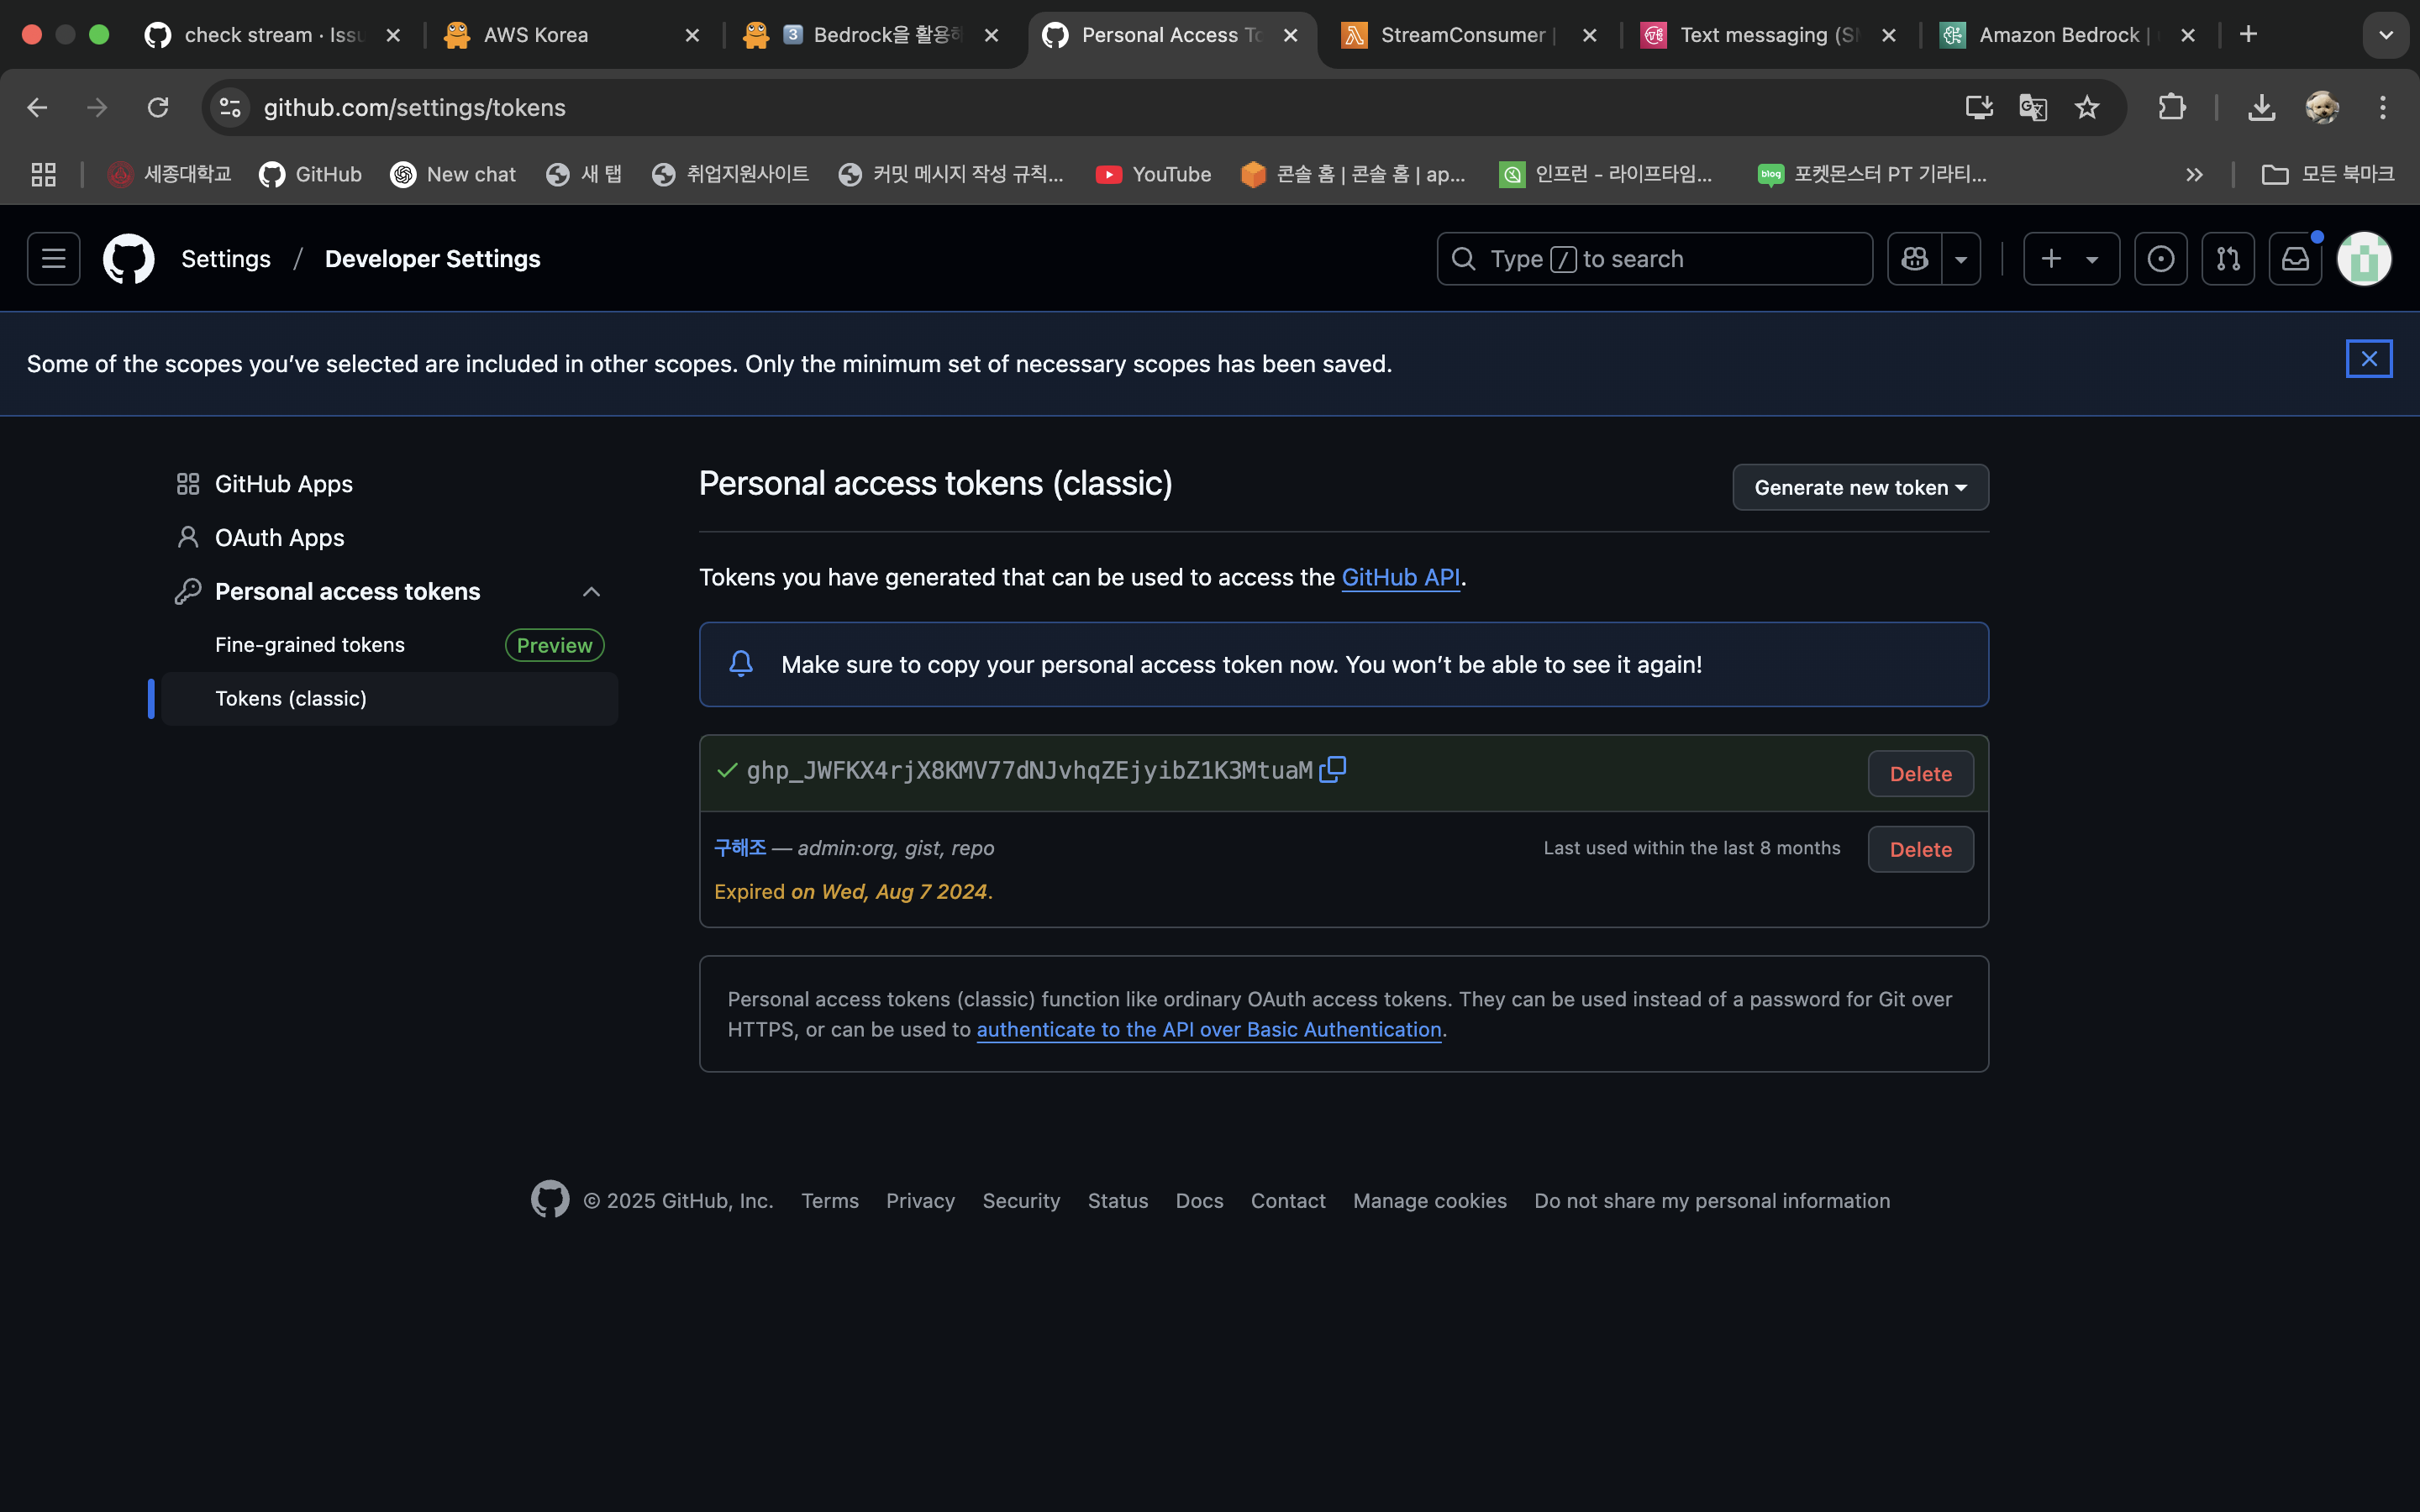 check stream · Issu
AWS Korea
3 Bedrock을 활용해
Personal Access To
StreamConsumer |
Text messaging (SM
Amazon Bedrock |
github.com/settings/tokens
세종대학교
GitHub
New chat
새 탭
취업지원사이트
커밋 메시지 작성 규칙...
YouTube
콘솔 홈 | 콘솔 홈 | ap...
인프런 - 라이프타임...
blog
포켓몬스터 PT 기라티...
모든 북마크
Settings / Developer Settings
Type / to search
Some of the scopes you’ve selected are included in other scopes. Only the minimum set of necessary scopes has been saved.
GitHub Apps
OAuth Apps
Personal access tokens
Fine-grained tokens
Preview
Tokens (classic)
Personal access tokens (classic)
Generate new token
Tokens you have generated that can be used to access the GitHub API.
Make sure to copy your personal access token now. You won’t be able to see it again!
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
Delete
구해조 — admin:org, gist, repo
Last used within the last 8 months
Delete
Expired on Wed, Aug 7 2024.
Personal access tokens (classic) function like ordinary OAuth access tokens. They can be used instead of a password for Git over
HTTPS, or can be used to authenticate to the API over Basic Authentication.
© 2025 GitHub, Inc.
Terms
Privacy
Security
Status
Docs
Contact
Manage cookies
Do not share my personal information